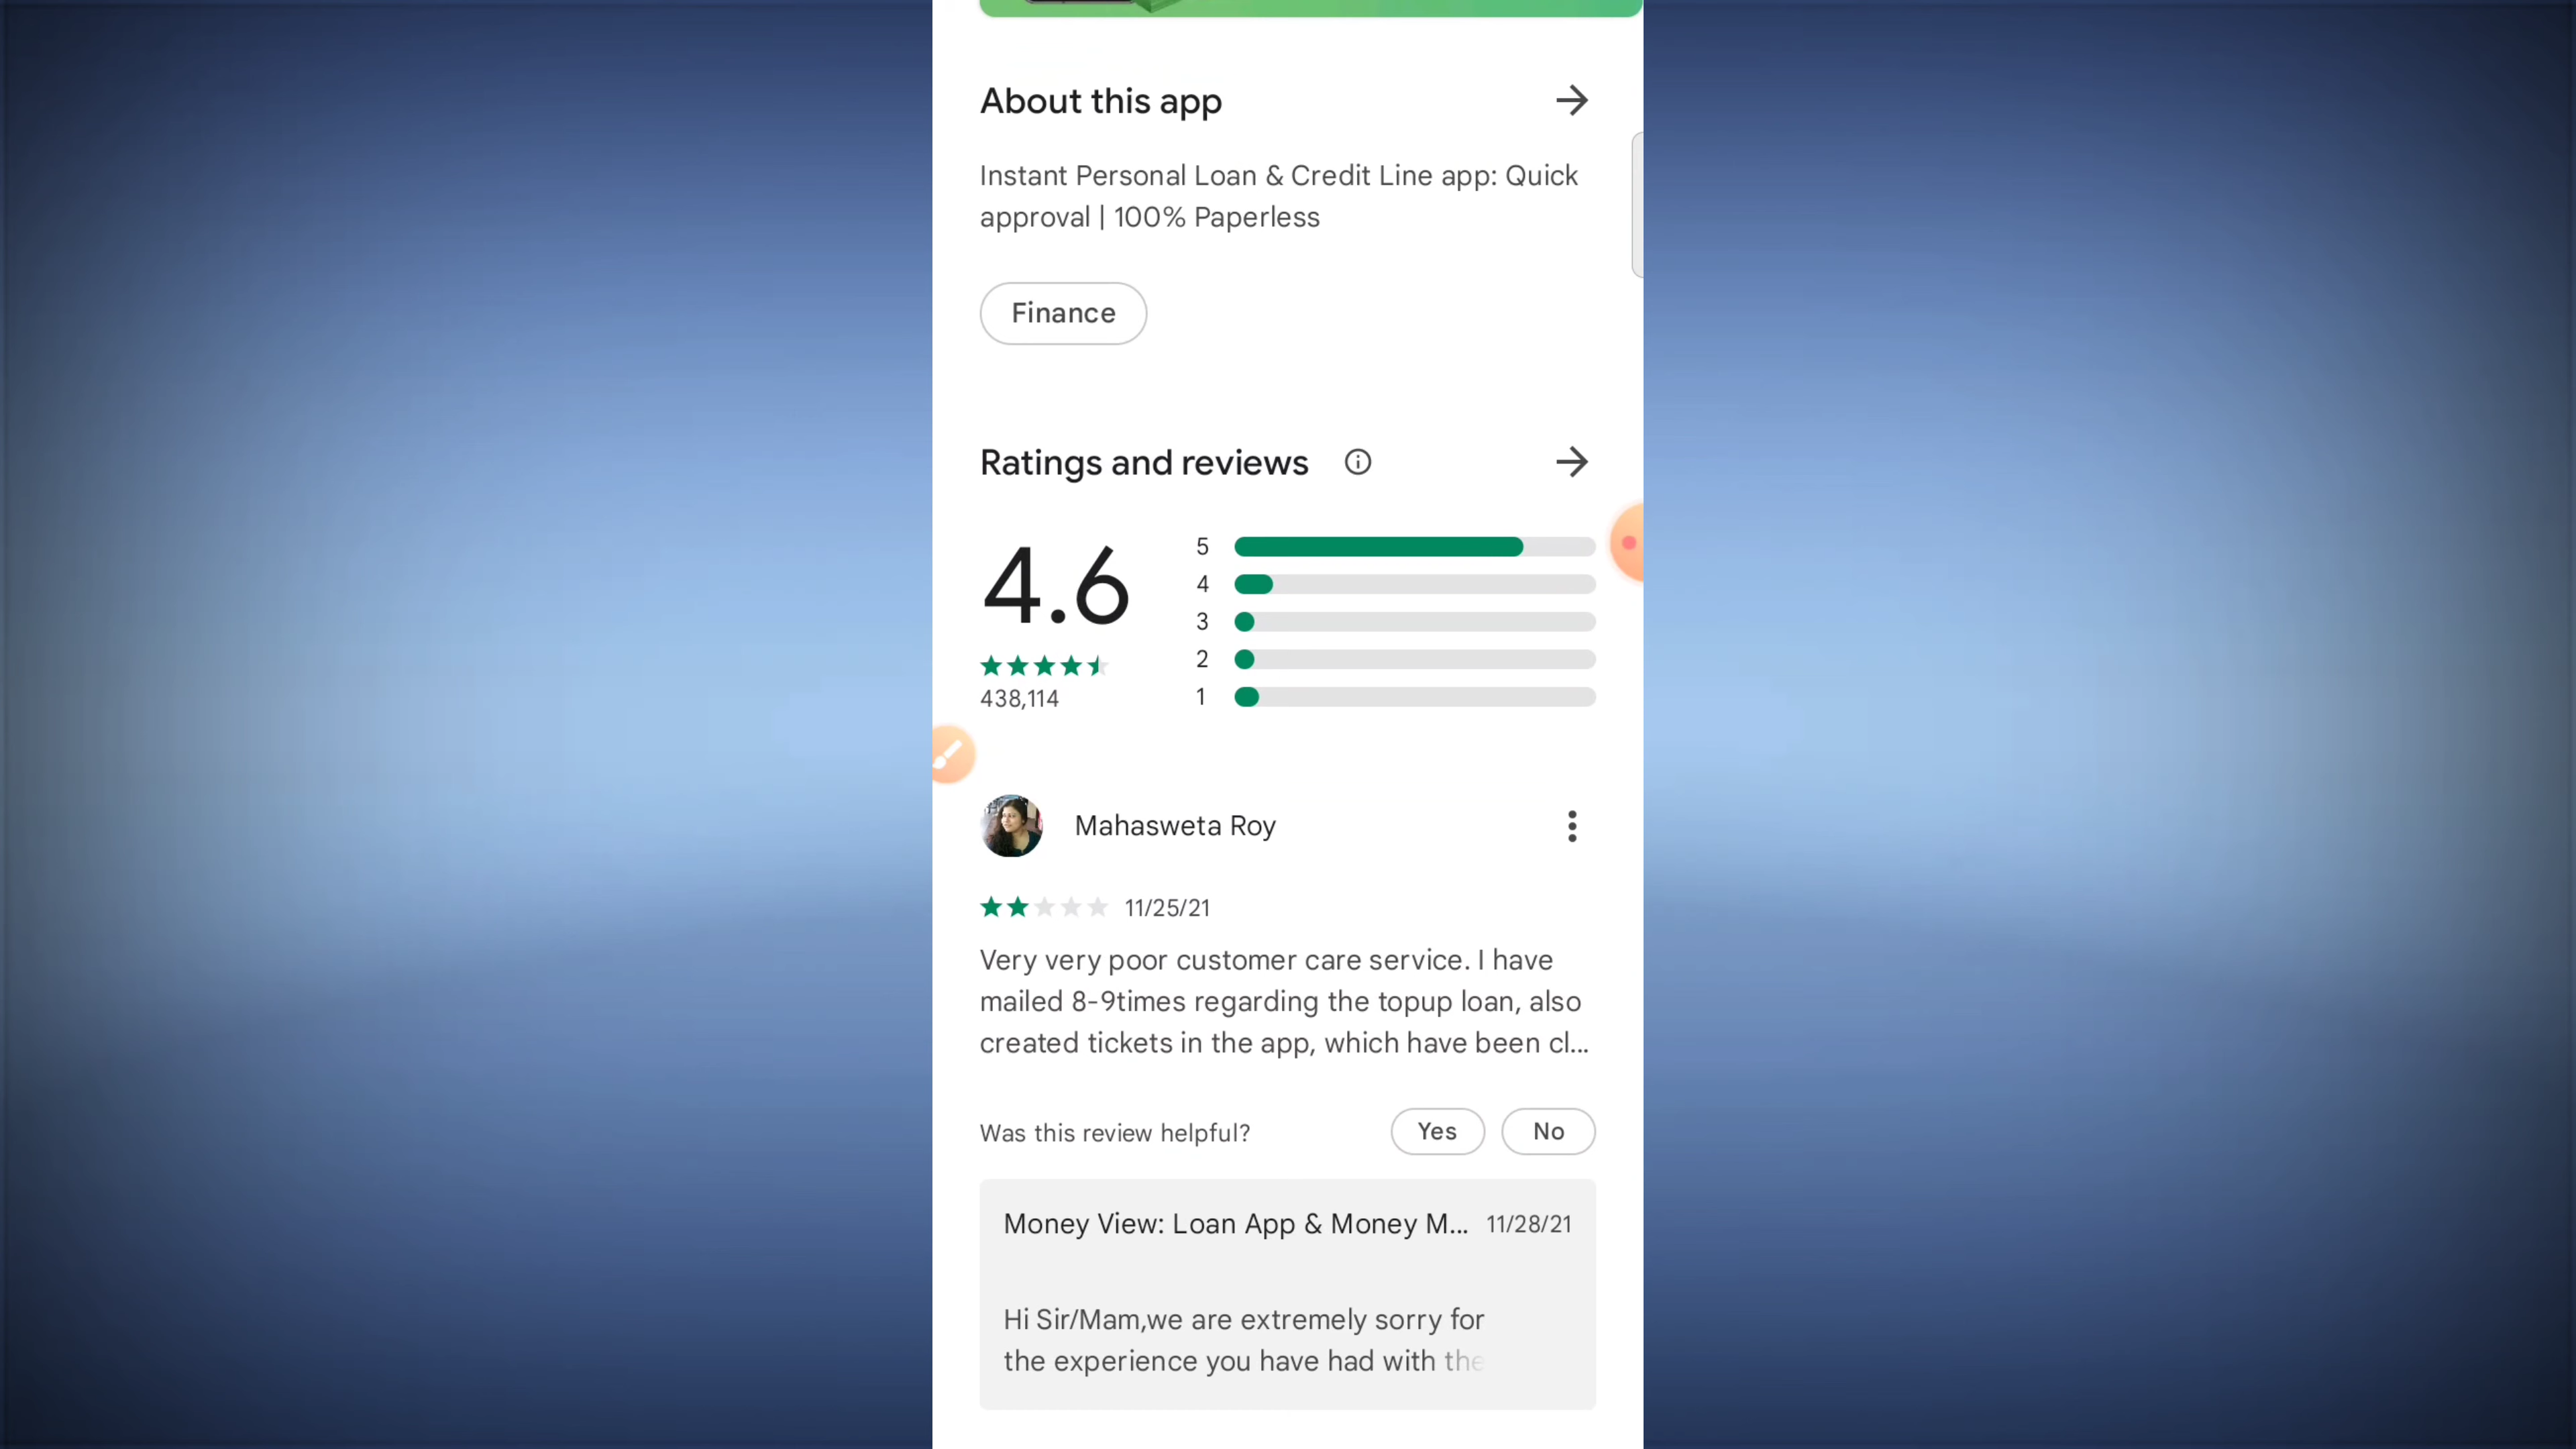 About this app
Instant Personal Loan & Credit Line app: Quick
approval | 100% Paperless
Finance
Ratings and reviews
4.6
438,114
5
4
3
2
1
Mahasweta Roy
11/25/21
Very very poor customer care service. I have
mailed 8-9times regarding the topup loan, also
created tickets in the app, which have been cl...
Was this review helpful?
Yes
No
Money View: Loan App & Money M...
11/28/21
Hi Sir/Mam,we are extremely sorry for
the experience you have had with the